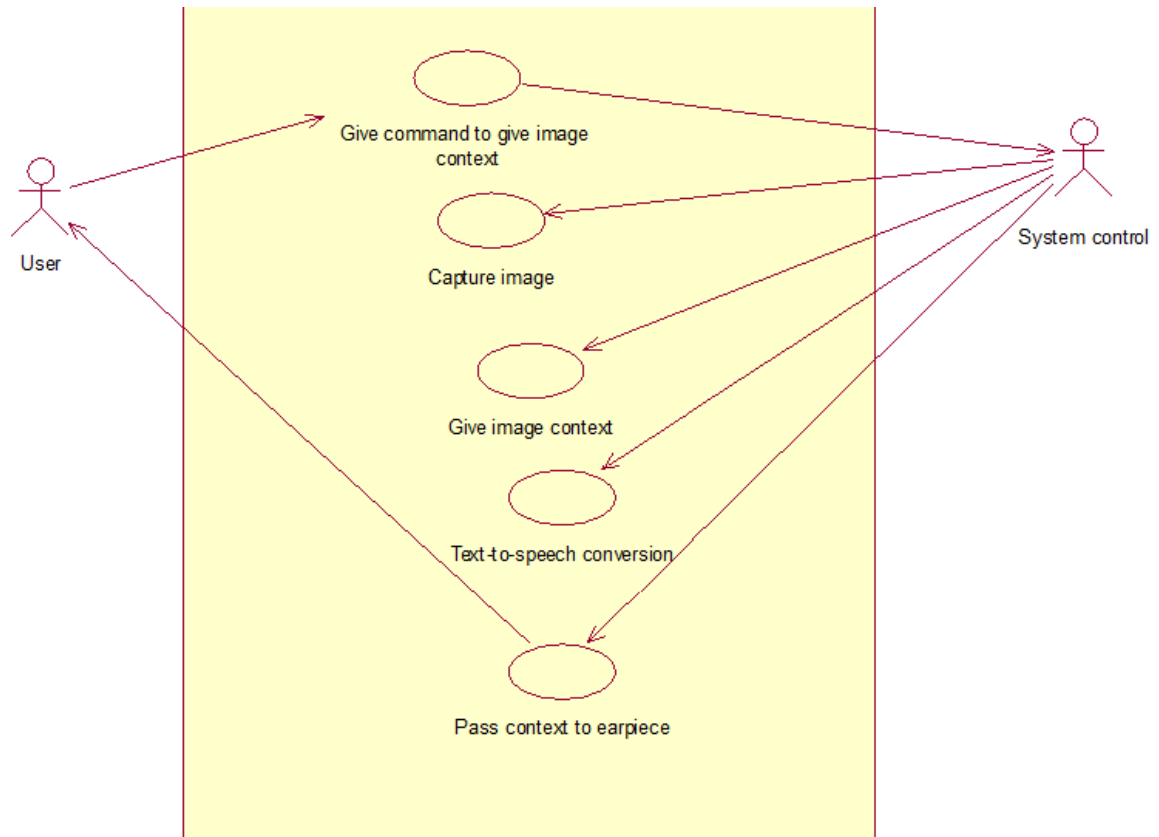 Give command to give image
context
User
System control
Capture image
Give image context
Text-to-speech conversion
Pass context to earpiece